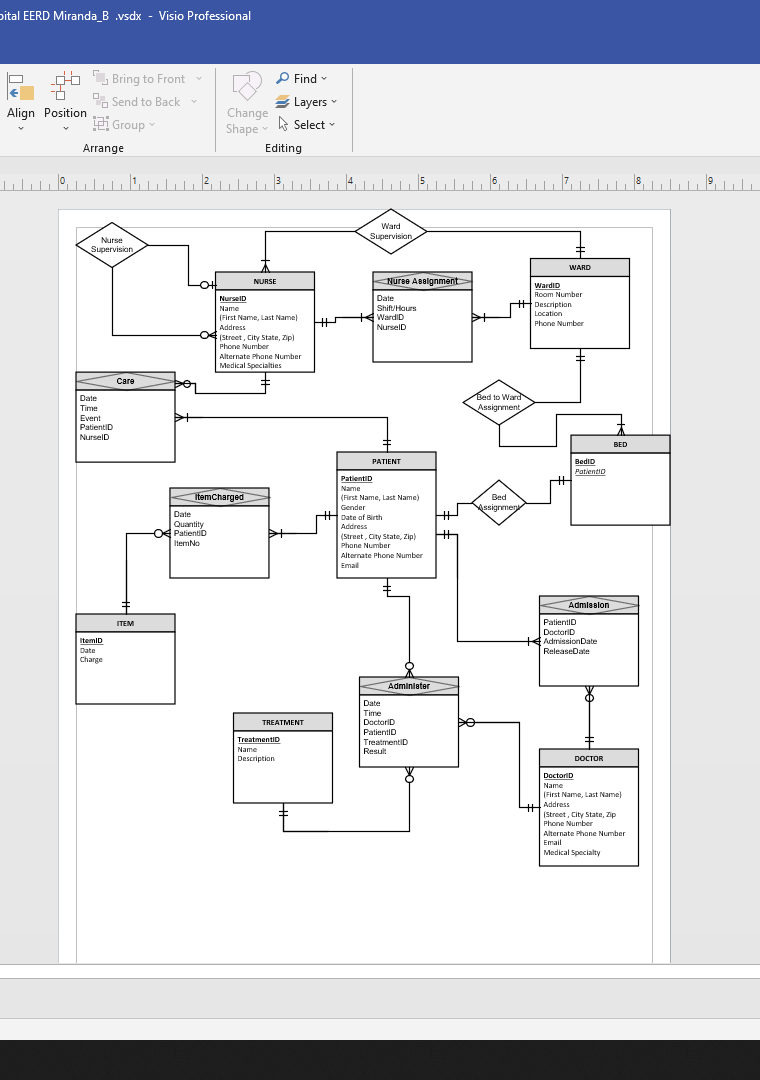 pital EERD Miranda_B .vsdx - Visio Professional
Bring to Front
Send to Back
Group
Align
Position
Arrange
Change
Shape
Find
Layers
Select
Editing
0 1 2 3 4 5 6 7 8 9
Nurse
Supervision
Ward
Supervision
NURSE
NurseID
Name
(First Name, Last Name)
Address
(Street , City State, Zip)
Phone Number
Alternate Phone Number
Medical Specialties
Nurse Assignment
Date
Shift/Hours
WardID
NurseID
WARD
WardID
Room Number
Description
Location
Phone Number
Care
Date
Time
Event
PatientID
NurseID
Bed to Ward
Assignment
BED
BedID
PatientID
PATIENT
PatientID
Name
(First Name, Last Name)
Gender
Date of Birth
Address
(Street , City State, Zip)
Phone Number
Alternate Phone Number
Email
Bed
Assignment
ItemCharged
Date
Quantity
PatientID
ItemNo
ITEM
ItemID
Date
Charge
Admission
PatientID
DoctorID
AdmissionDate
ReleaseDate
Administer
Date
Time
DoctorID
PatientID
TreatmentID
Result
TREATMENT
TreatmentID
Name
Description
DOCTOR
DoctorID
Name
(First Name, Last Name)
Address
(Street , City State, Zip
Phone Number
Alternate Phone Number
Email
Medical Specialty